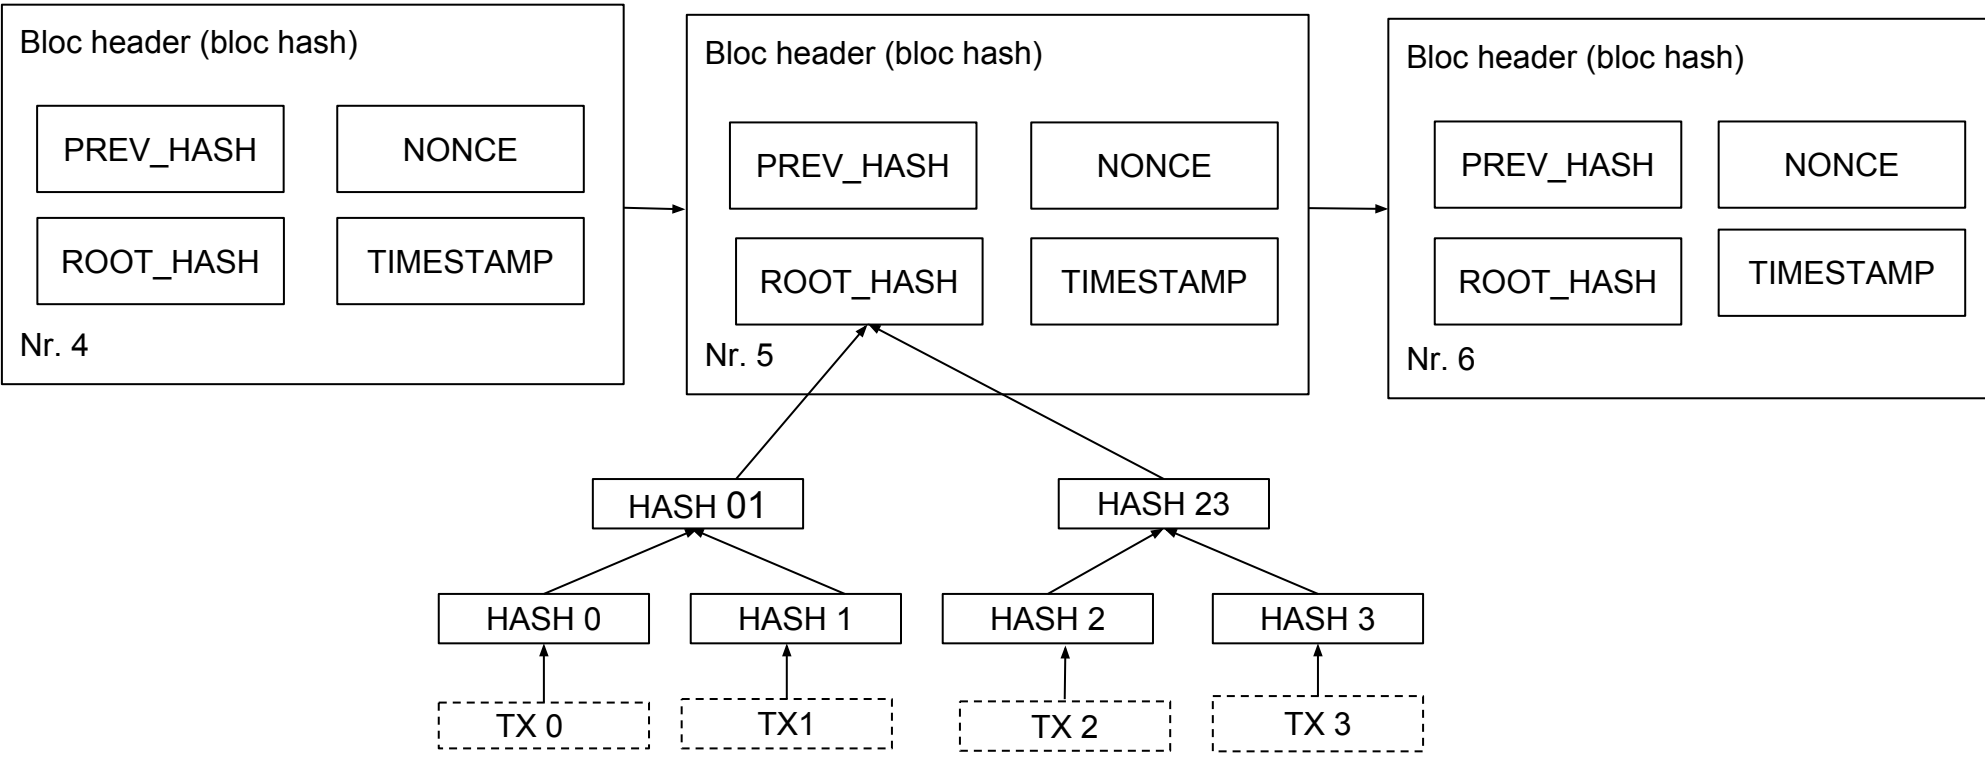 Bloc header (bloc hash)
PREV_HASH
NONCE
ROOT_HASH
TIMESTAMP
Nr. 4
Bloc header (bloc hash)
PREV_HASH
NONCE
ROOT_HASH
TIMESTAMP
Nr. 5
Bloc header (bloc hash)
PREV_HASH
NONCE
ROOT_HASH
TIMESTAMP
Nr. 6
HASH 01
HASH 23
HASH 0
HASH 1
HASH 2
HASH 3
TX 0
TX1
TX 2
TX 3